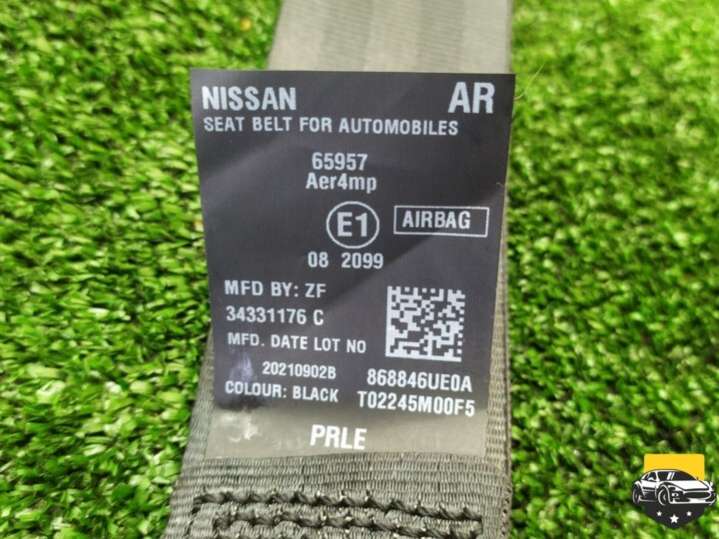 NISSAN AR
SEAT BELT FOR AUTOMOBILES
65957
Aer4mp
E1 AIRBAG
08 2099
MFD BY: ZF
34331176 C
MFD. DATE LOT NO
20210902B 868846UE0A
COLOUR: BLACK T02245M00F5
PRLE